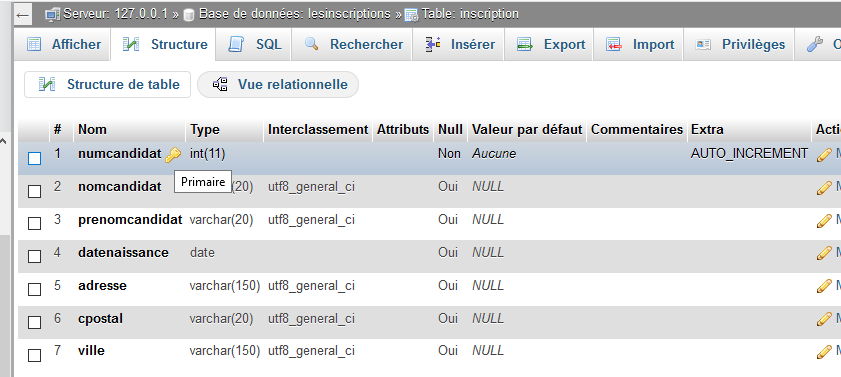 ← Serveur: 127.0.0.1 » Base de données: lesinscriptions » Table: inscription
Afficher Structure SQL Rechercher Insérer Export Import Privilèges
Structure de table Vue relationnelle
# Nom Type Interclassement Attributs Null Valeur par défaut Commentaires Extra
1 numcandidat int(11) Non Aucune AUTO_INCREMENT
Primaire
2 nomcandidat (20) utf8_general_ci Oui NULL
3 prenomcandidat varchar(20) utf8_general_ci Oui NULL
4 datenaissance date Oui NULL
5 adresse varchar(150) utf8_general_ci Oui NULL
6 cpostal varchar(20) utf8_general_ci Oui NULL
7 ville varchar(150) utf8_general_ci Oui NULL